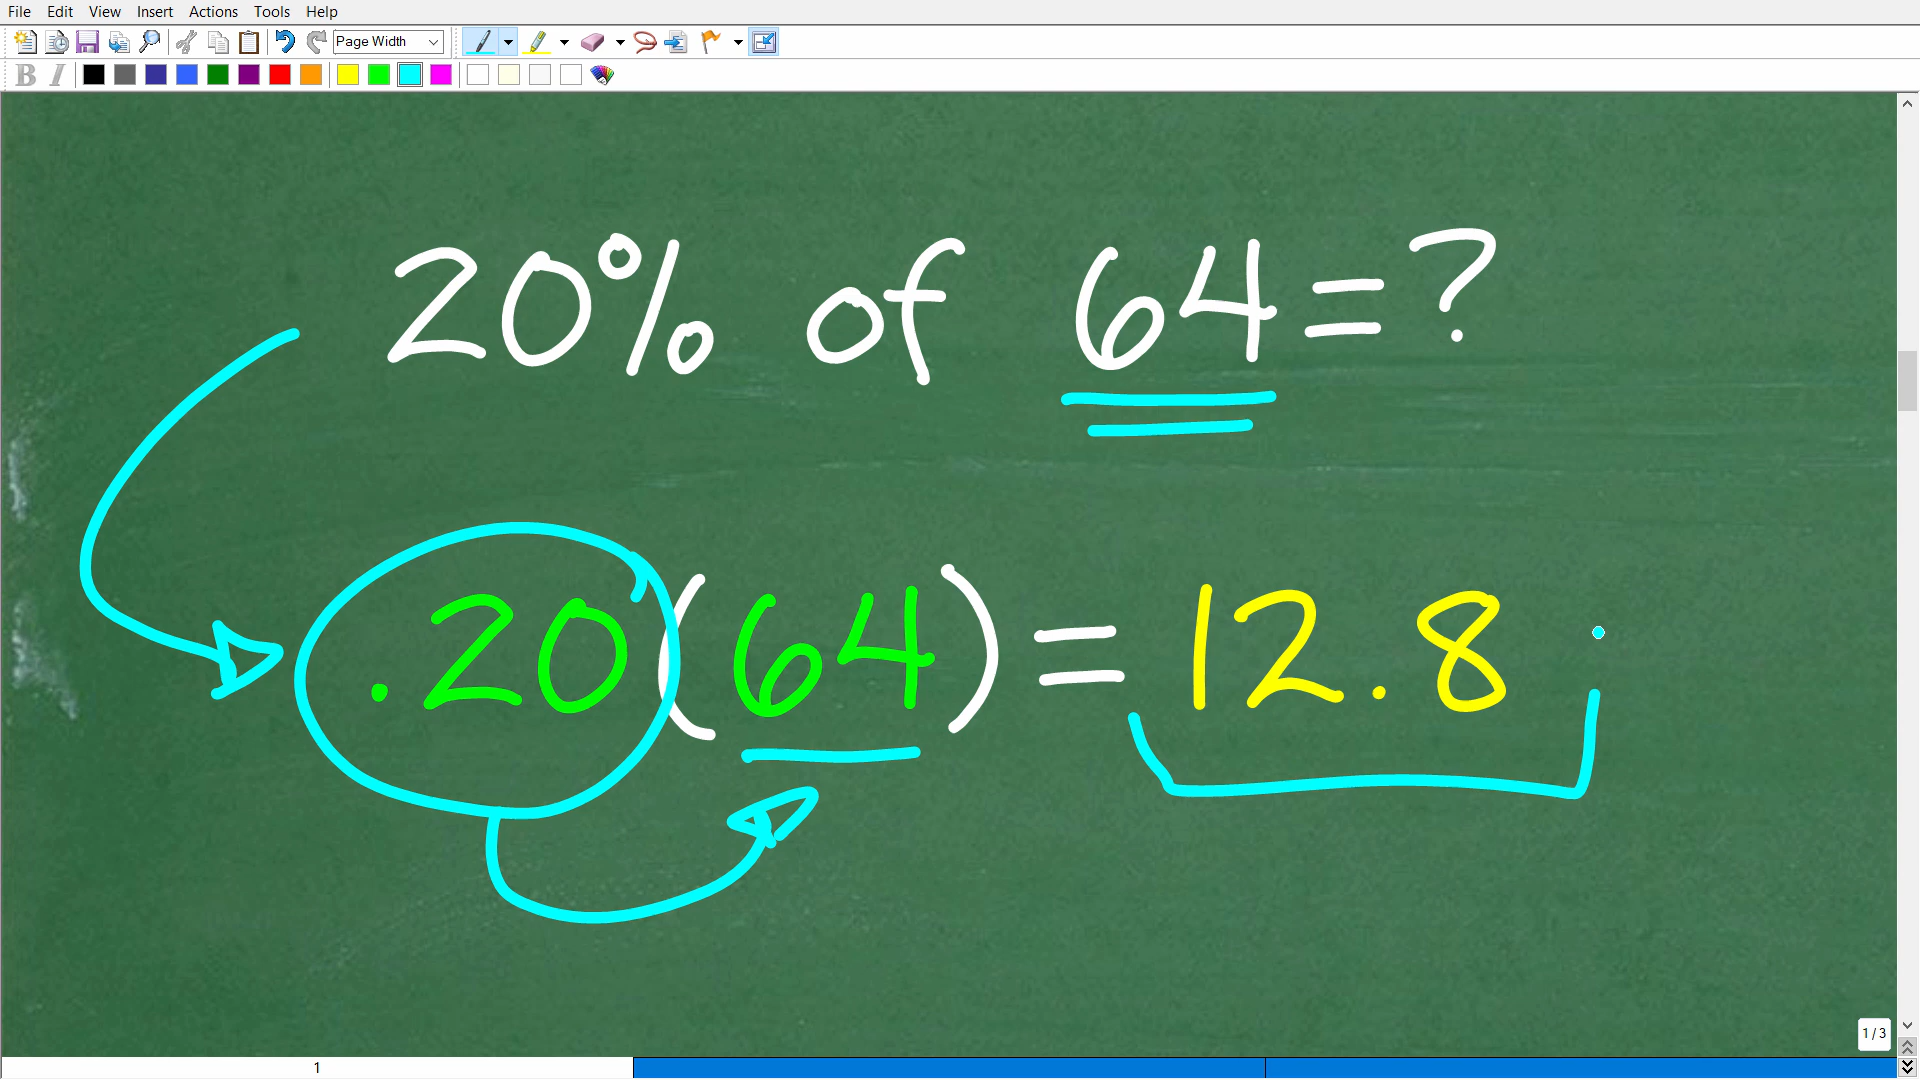 File Edit View Insert Actions Tools Help
Page Width
B I
20% of 64=?
.20(64)=12.8
1 / 3
1